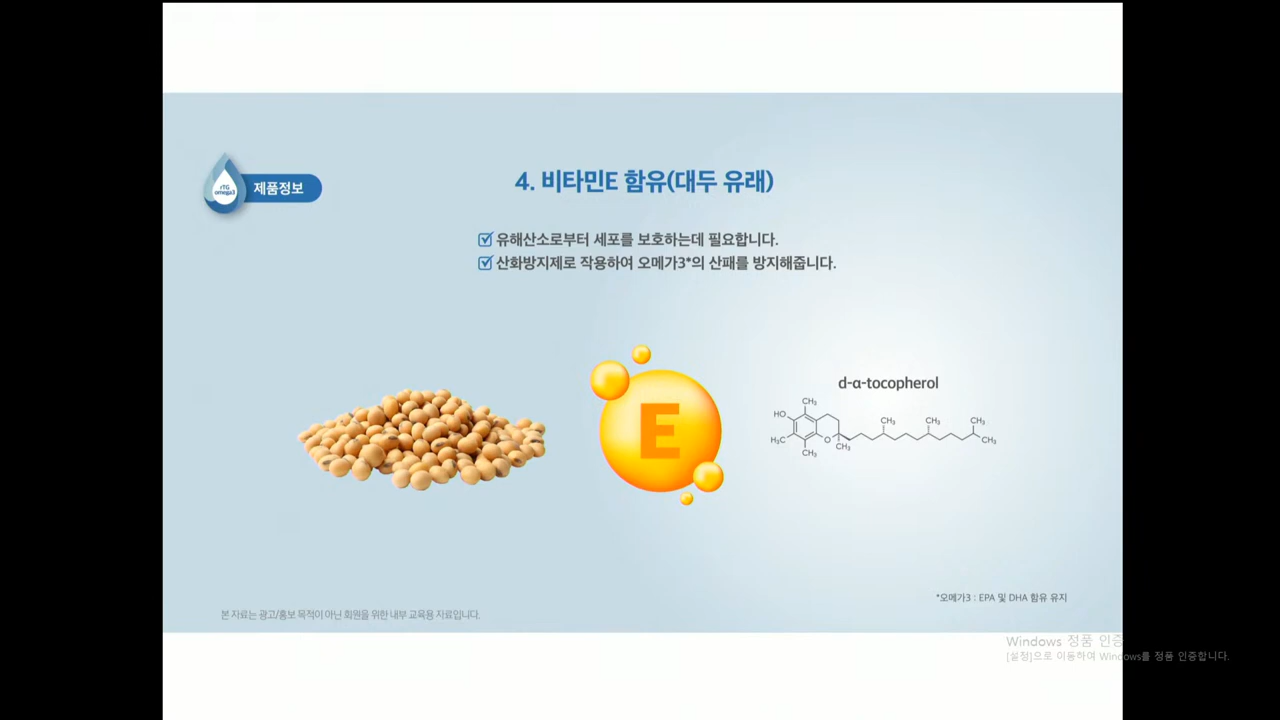 rTG
omega3
제품정보
4. 비타민E 함유(대두 유래)
유해산소로부터 세포를 보호하는데 필요합니다.
산화방지제로 작용하여 오메가3*의 산패를 방지해줍니다.
E
d-α-tocopherol
HO
CH₃
H₃C
CH₃
O
CH₃
CH₃
CH₃
CH₃
CH₃
*오메가3 : EPA 및 DHA 함유 유지
본 자료는 광고/홍보 목적이 아닌 회원을 위한 내부 교육용 자료입니다.
Windows 정품 인증
[설정]으로 이동하여 Windows를 정품 인증합니다.